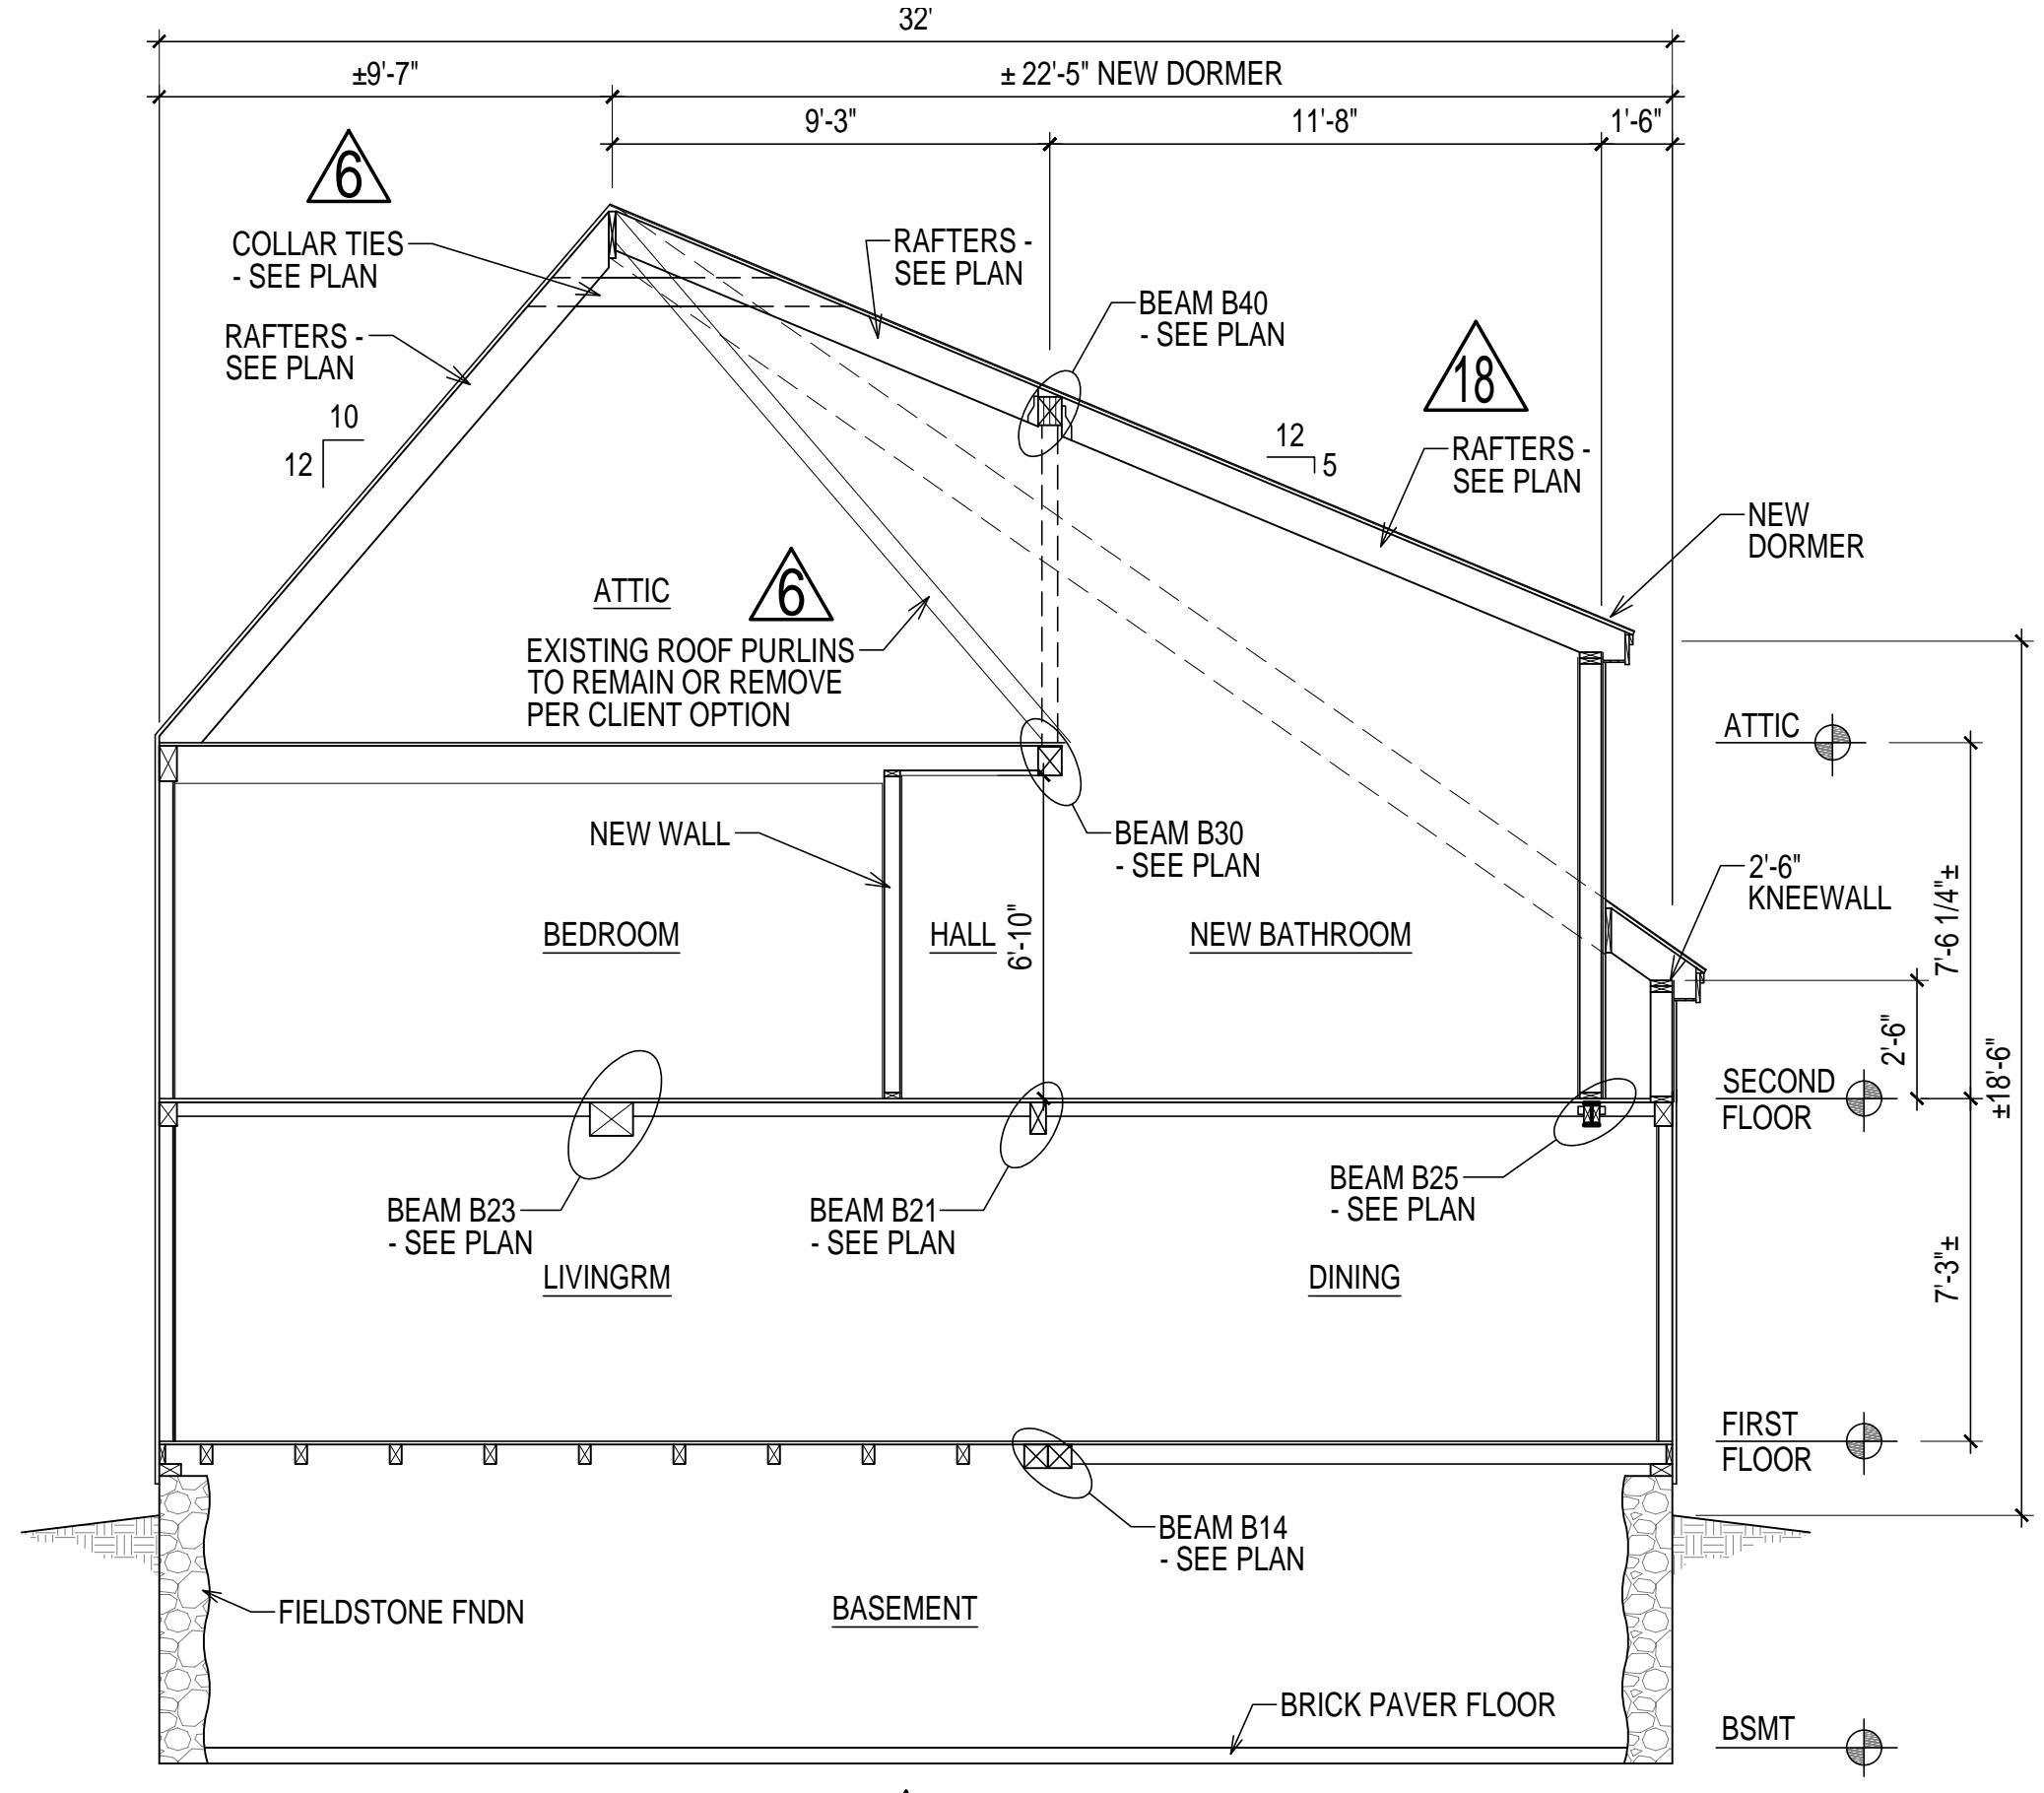 32'
±9'-7"
± 22'-5" NEW DORMER
9'-3"
11'-8"
1'-6"
6
COLLAR TIES
- SEE PLAN
RAFTERS -
SEE PLAN
BEAM B40
- SEE PLAN
RAFTERS -
SEE PLAN
10
12
18
12
5
RAFTERS -
SEE PLAN
NEW
DORMER
ATTIC
6
EXISTING ROOF PURLINS
TO REMAIN OR REMOVE
PER CLIENT OPTION
ATTIC
NEW WALL
BEAM B30
- SEE PLAN
2'-6"
KNEEWALL
7'-6 1/4"±
BEDROOM
HALL
6'-10"
NEW BATHROOM
2'-6"
±18'-6"
SECOND
FLOOR
BEAM B23
- SEE PLAN
BEAM B21
- SEE PLAN
BEAM B25
- SEE PLAN
LIVINGRM
DINING
7'-3"±
FIRST
FLOOR
BEAM B14
- SEE PLAN
FIELDSTONE FNDN
BASEMENT
BRICK PAVER FLOOR
BSMT